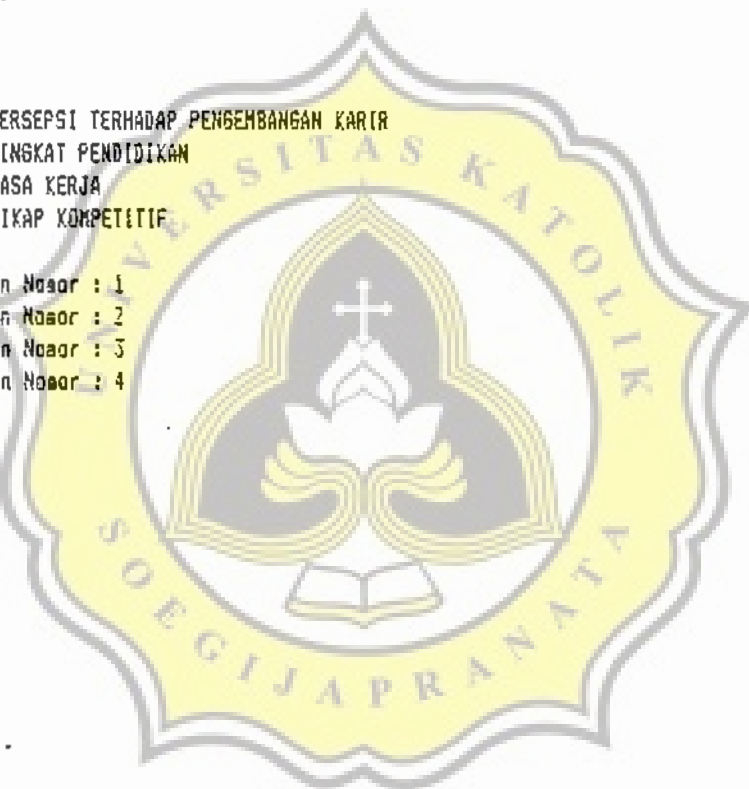 ERSEPSI TERHADAP PENGEMBANGAN KARIR
INGKAT PENDIDIKAN
ASA KERJA
IKAP KOMPETITIF
n Nomor : 1
n Nomor : 2
n Nomor : 3
n Nomor : 4
UNIVERSITAS KATOLIK
SOEGIJAPRANATA